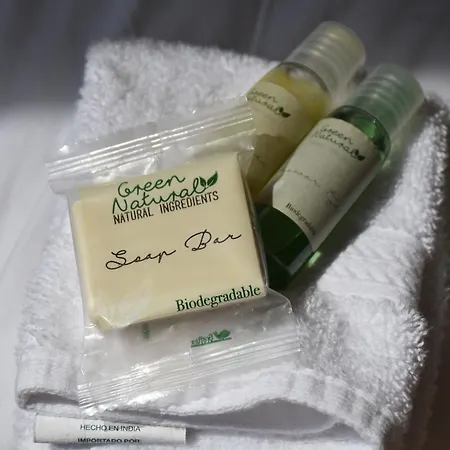 Green
Natural
NATURAL INGREDIENTS
Soap Bar
Biodegradable
Green
Natural
Green
Natural
Biodegradable
HECHO EN INDIA
IMPORTADO POR: